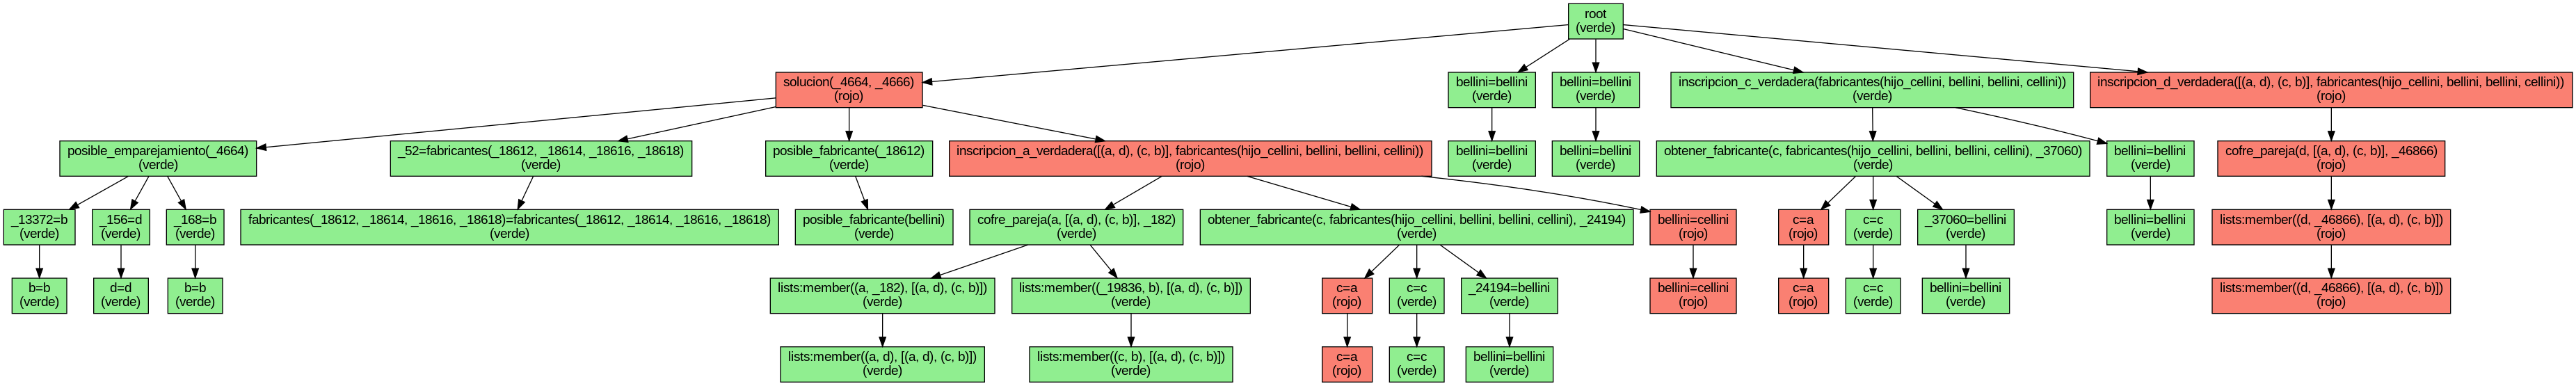 root
(verde)
solucion(_4664, _4666)
(rojo)
bellini=bellini
(verde)
bellini=bellini
(verde)
inscripcion_c_verdadera(fabricantes(hijo_cellini, bellini, bellini, cellini))
(verde)
inscripcion_d_verdadera([(a, d), (c, b)], fabricantes(hijo_cellini, bellini, bellini, cellini))
(rojo)
posible_emparejamiento(_4664)
(verde)
_52=fabricantes(_18612, _18614, _18616, _18618)
(verde)
posible_fabricante(_18612)
(verde)
inscripcion_a_verdadera([(a, d), (c, b)], fabricantes(hijo_cellini, bellini, bellini, cellini))
(rojo)
bellini=bellini
(verde)
bellini=bellini
(verde)
obtener_fabricante(c, fabricantes(hijo_cellini, bellini, bellini, cellini), _37060)
(verde)
bellini=bellini
(verde)
cofre_pareja(d, [(a, d), (c, b)], _46866)
(rojo)
_13372=b
(verde)
_156=d
(verde)
_168=b
(verde)
fabricantes(_18612, _18614, _18616, _18618)=fabricantes(_18612, _18614, _18616, _18618)
(verde)
posible_fabricante(bellini)
(verde)
cofre_pareja(a, [(a, d), (c, b)], _182)
(verde)
obtener_fabricante(c, fabricantes(hijo_cellini, bellini, bellini, cellini), _24194)
(verde)
bellini=cellini
(rojo)
c=a
(rojo)
c=c
(verde)
_37060=bellini
(verde)
bellini=bellini
(verde)
lists:member((d, _46866), [(a, d), (c, b)])
(rojo)
b=b
(verde)
d=d
(verde)
b=b
(verde)
lists:member((a, _182), [(a, d), (c, b)])
(verde)
lists:member((_19836, b), [(a, d), (c, b)])
(verde)
c=a
(rojo)
c=c
(verde)
_24194=bellini
(verde)
bellini=cellini
(rojo)
c=a
(rojo)
c=c
(verde)
bellini=bellini
(verde)
lists:member((d, _46866), [(a, d), (c, b)])
(rojo)
lists:member((a, d), [(a, d), (c, b)])
(verde)
lists:member((c, b), [(a, d), (c, b)])
(verde)
c=a
(rojo)
c=c
(verde)
bellini=bellini
(verde)